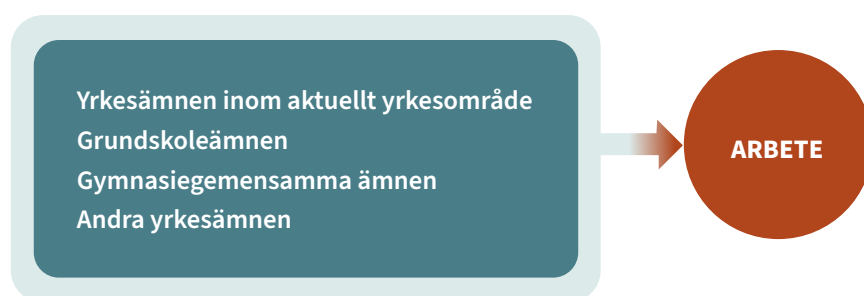 Yrkesämnen inom aktuellt yrkesområde
Grundskoleämnen
Gymnasiegemensamma ämnen
Andra yrkesämnen
ARBETE